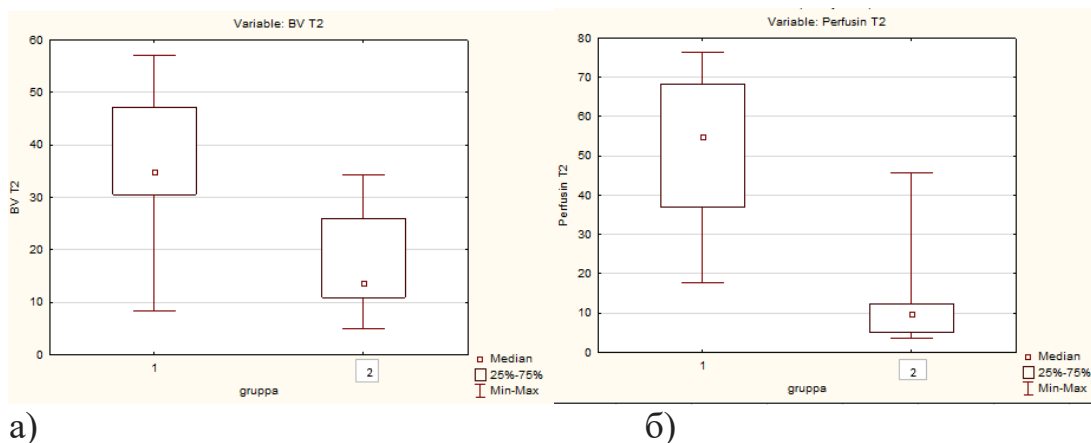 Variable: BV T2
60
50
40
30
20
10
0
BV T2
1
2
gruppa
Median
25%-75%
Min-Max
а)
Variable: Perfusin T2
80
70
60
50
40
30
20
10
0
Perfusin T2
1
2
gruppa
Median
25%-75%
Min-Max
б)